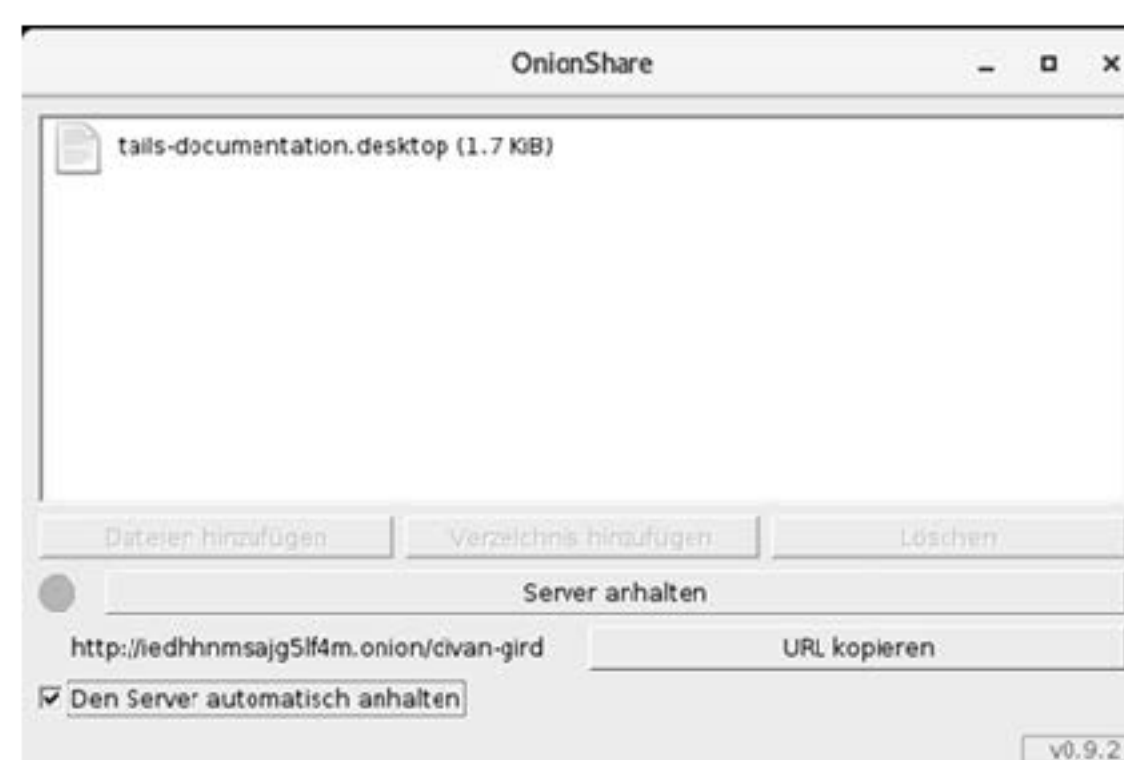 OnionShare
tails-documentation.desktop (1.7 KiB)
Dateien hinzufügen Verzeichnis hinzufügen Löschen
Server anhalten
http://iedhhnmsajg5lf4m.onion/civan-gird URL kopieren
Den Server automatisch anhalten
v0.9.2